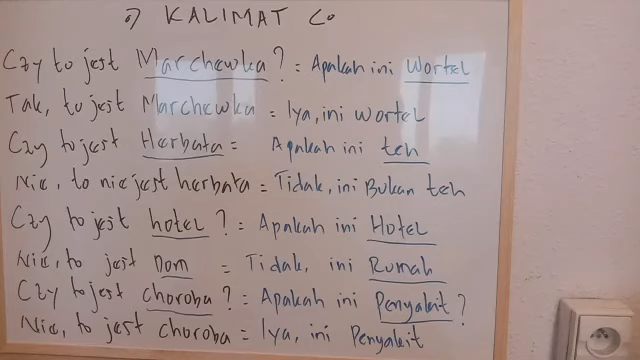 7) KALIMAT Co
Czy to jest Marchewka? = Apakah ini Wortel
Tak, to jest Marchewka = Iya, ini wortel
Czy to jest Herbata = Apakah ini teh
Nie, to nie jest herbata = Tidak, ini Bukan teh
Czy to jest hotel? = Apakah ini Hotel
Nie, to jest Dom = Tidak, ini Rumah
Czy to jest choroba? = Apakah ini Penyakit?
Nie, to jest choroba = Iya, ini Penyakit